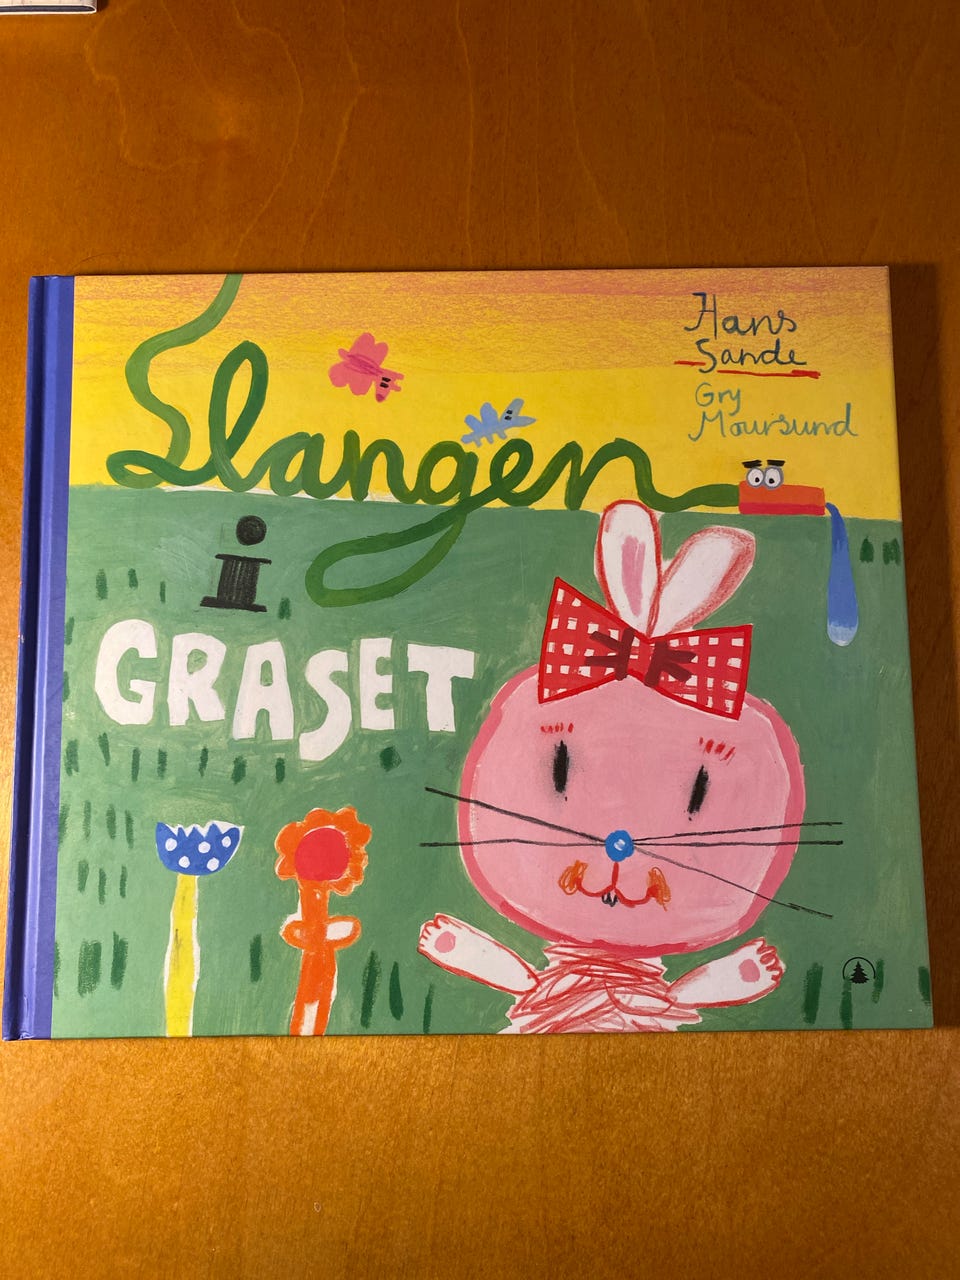 Slangen
i
GRASET
Hans
Sande
Gry
Moursund